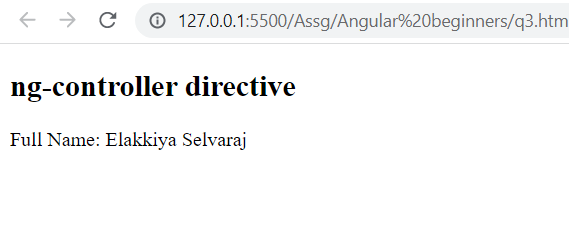 127.0.0.1:5500/Assg/Angular%20beginners/q3.htm
ng-controller directive
Full Name: Elakkiya Selvaraj